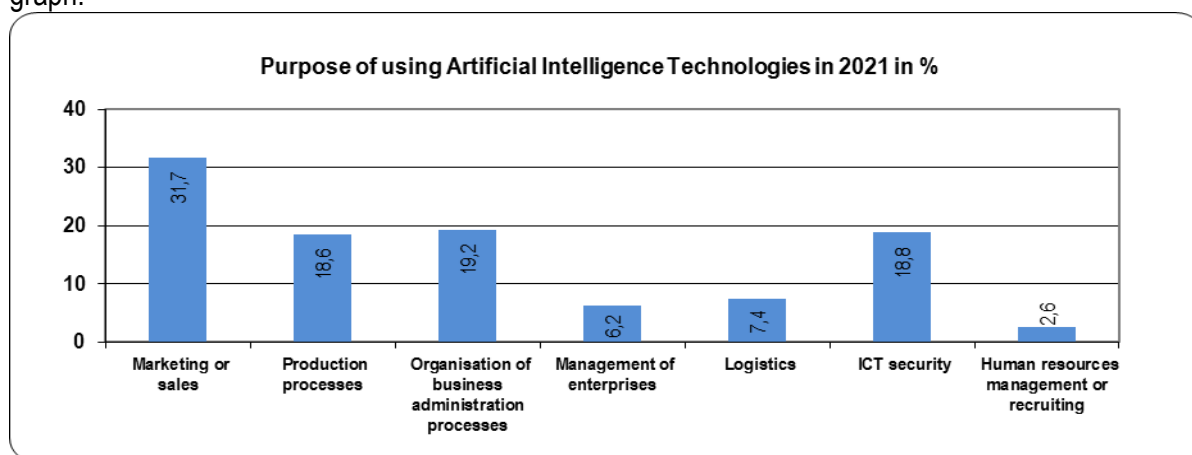 graph.
Purpose of using Artificial Intelligence Technologies in 2021 in %
40
30
20
10
0
31,7
18,6
19,2
6,2
7,4
18,8
2,6
Marketing or
sales
Production
processes
Organisation of
business
administration
processes
Management of
enterprises
Logistics
ICT security
Human resources
management or
recruiting